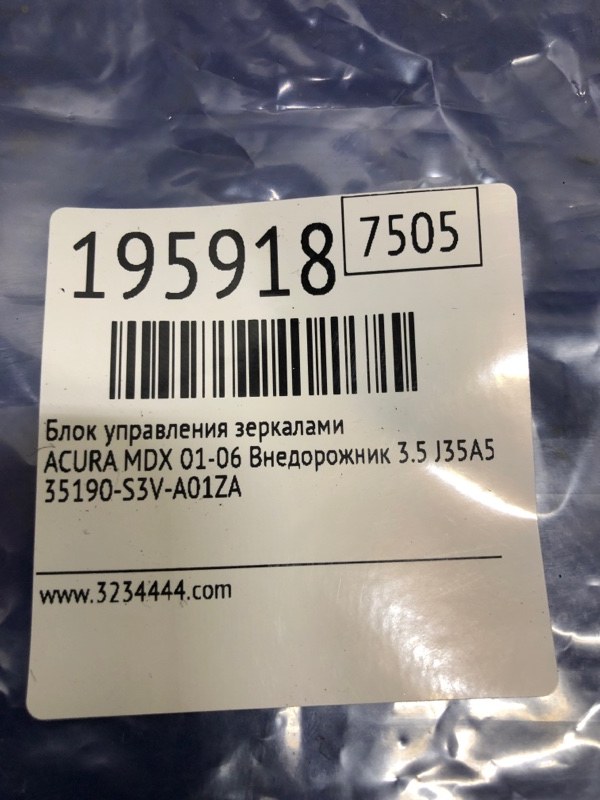 195918
7505
Блок управления зеркалами
ACURA MDX 01-06 Внедорожник 3.5 J35A5
35190-S3V-A01ZA
www.3234444.com